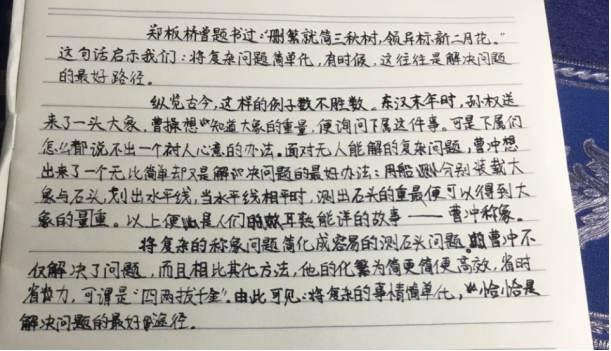 郑板桥曾题书过:“删繁就简三秋树,领异标新二月花。”
这句话启示我们:将复杂问题简单化,有时候,这往往是解决问题
的最好路径。
纵览古今,这样的例子数不胜数。东汉末年时,孙权送
来了一头大象,曹操想知道大象的重量,便询问下属这件事。可是下属们
怎么都说不出一个衬人心意的办法。面对无人能解的复杂问题,曹冲想
出来了一个无比简单却又是解决问题的最好办法:用船分别装载大
象与石头,刻出水平线,当水平线相平时,测出石头的重量便可以得到大
象的重。以上便是人们的耳熟能详的故事——曹冲称象。
将复杂的称象问题简化成容易的测石头问题。曹冲不
仅解决了问题,而且相比其他方法,他的化繁为简更简便高效,省时
省力,可谓是“四两拨千金”。由此可见:将复杂的事情简单化,恰恰是
解决问题的最好途径。